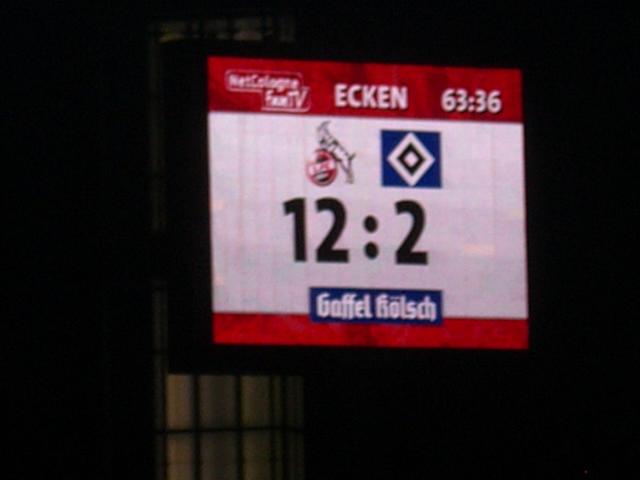 NetCologne
FanTV
ECKEN
63:36
12:2
Gaffel Kölsch